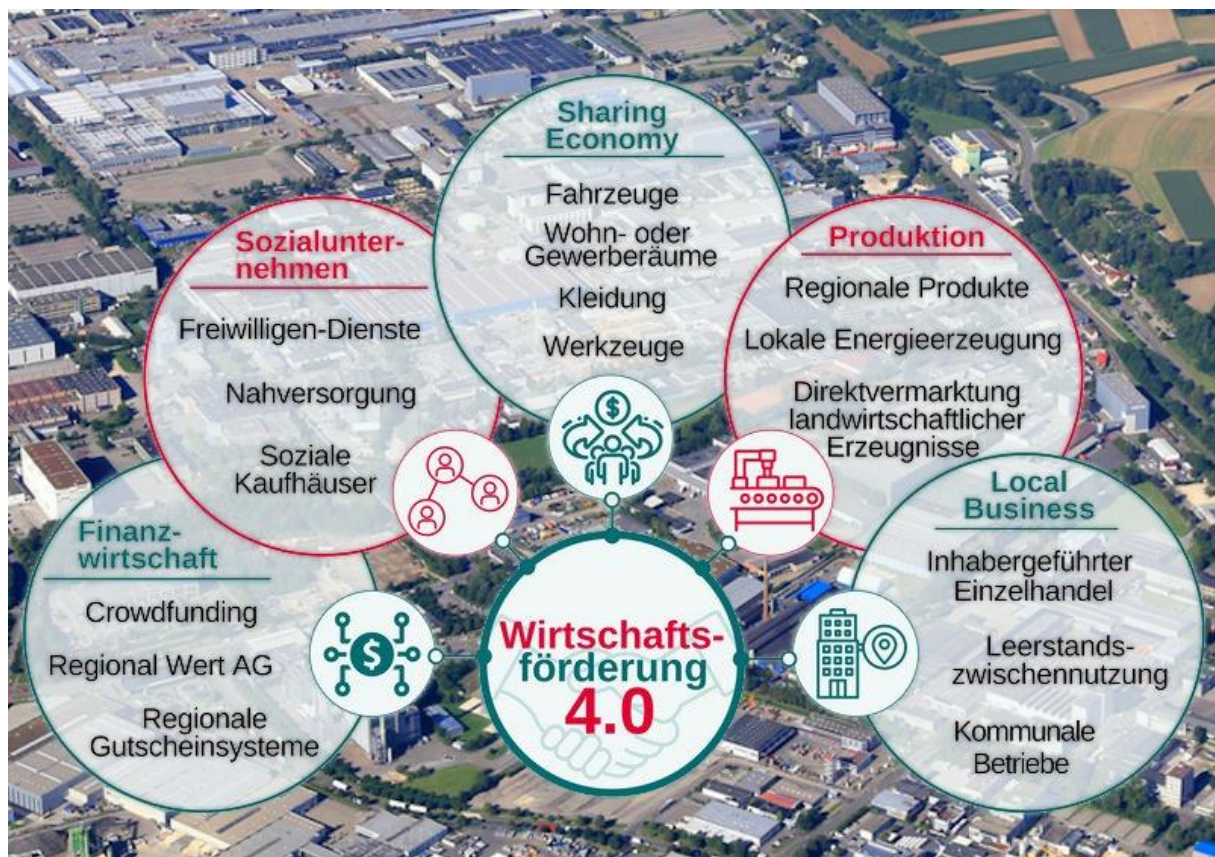 Sharing
Economy
Fahrzeuge
Wohn- oder
Gewerberäume
Kleidung
Werkzeuge
Sozialunter-
nehmen
Freiwilligen-Dienste
Nahversorgung
Soziale
Kaufhäuser
Produktion
Regionale Produkte
Lokale Energieerzeugung
Direktvermarktung
landwirtschaftlicher
Erzeugnisse
Finanz-
wirtschaft
Crowdfunding
Regional Wert AG
Regionale
Gutscheinsysteme
Local
Business
Inhabergeführter
Einzelhandel
Leerstands-
zwischennutzung
Kommunale
Betriebe
Wirtschafts-
förderung
4.0
$
$